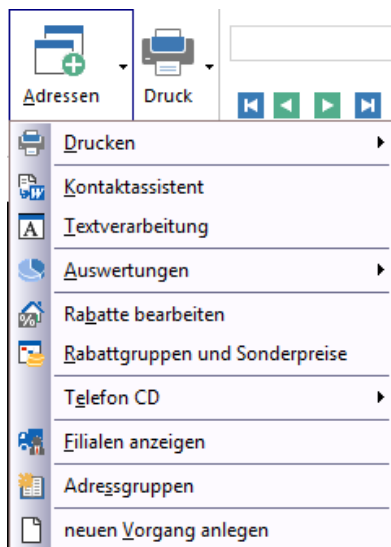 Adressen Druck
Drucken
Kontaktassistent
Textverarbeitung
Auswertungen
Rabatte bearbeiten
Rabattgruppen und Sonderpreise
Telefon CD
Filialen anzeigen
Adressgruppen
neuen Vorgang anlegen